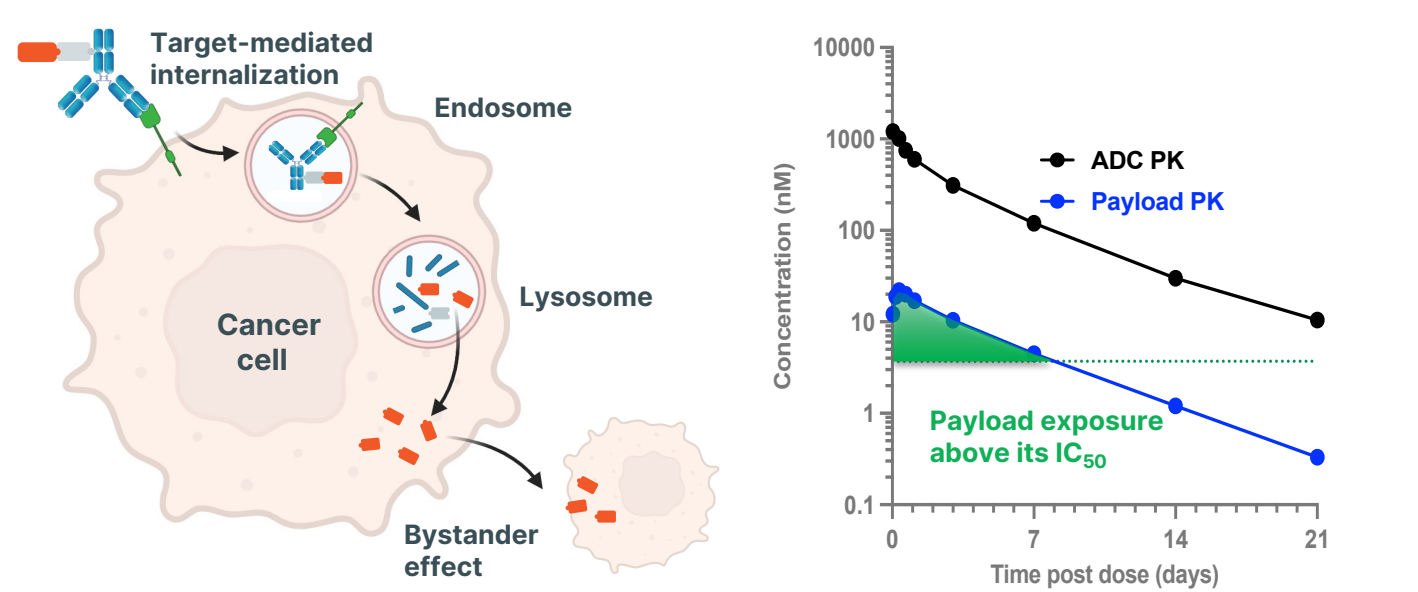 Target-mediated
internalization
Endosome
Lysosome
Cancer
cell
Bystander
effect
10000
1000
100
10
1
0.1
Concentration (nM)
ADC PK
Payload PK
Payload exposure
above its IC50
0 7 14 21
Time post dose (days)